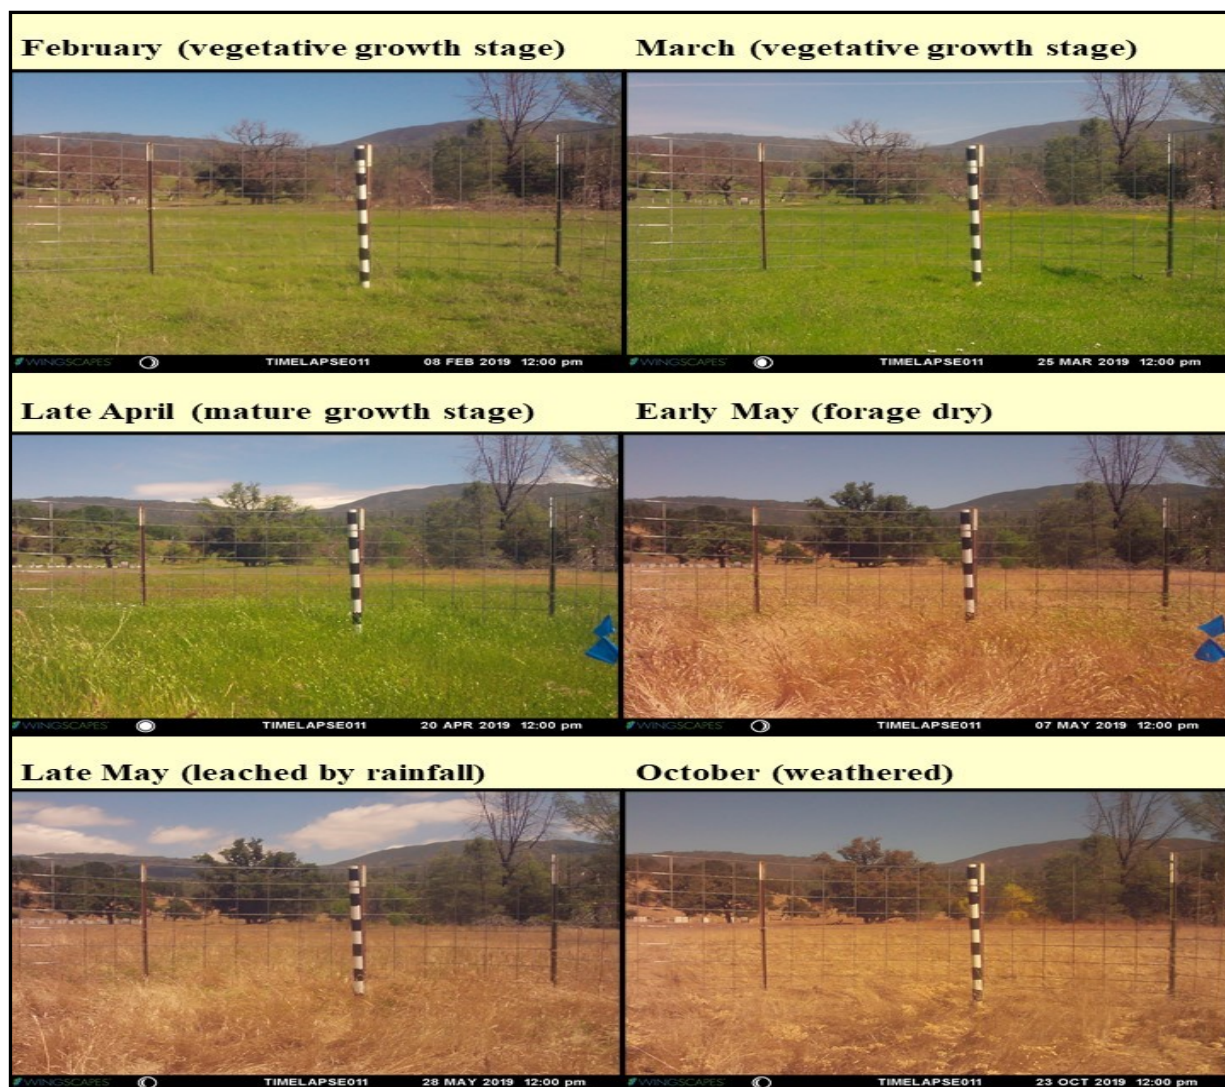 February (vegetative growth stage)
March (vegetative growth stage)
WINGSCAPES TIMELAPSE011 08 FEB 2019 12:00 pm
WINGSCAPES TIMELAPSE011 25 MAR 2019 12:00 pm
Late April (mature growth stage)
Early May (forage dry)
WINGSCAPES TIMELAPSE011 20 APR 2019 12:00 pm
WINGSCAPES TIMELAPSE011 07 MAY 2019 12:00 pm
Late May (leached by rainfall)
October (weathered)
WINGSCAPES TIMELAPSE011 28 MAY 2019 12:00 pm
WINGSCAPES TIMELAPSE011 23 OCT 2019 12:00 pm